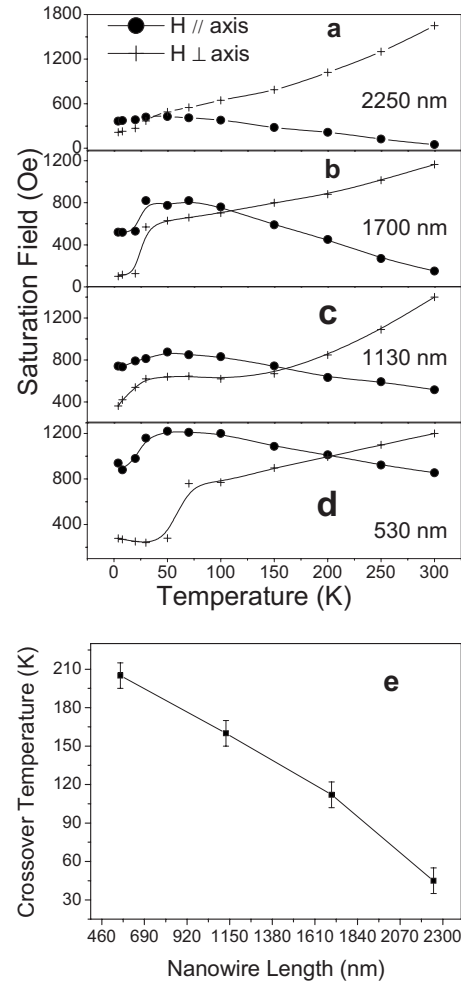 1800
H // axis
a
H ⊥ axis
1200
600
2250 nm
0
1200
b
800
400
1700 nm
0
Saturation Field (Oe)
1200
c
800
400
1130 nm
1200
800
d
400
530 nm
0 50 100 150 200 250 300
Temperature (K)
210
e
180
150
120
90
60
30
Crossover Temperature (K)
460 690 920 1150 1380 1610 1840 2070 2300
Nanowire Length (nm)